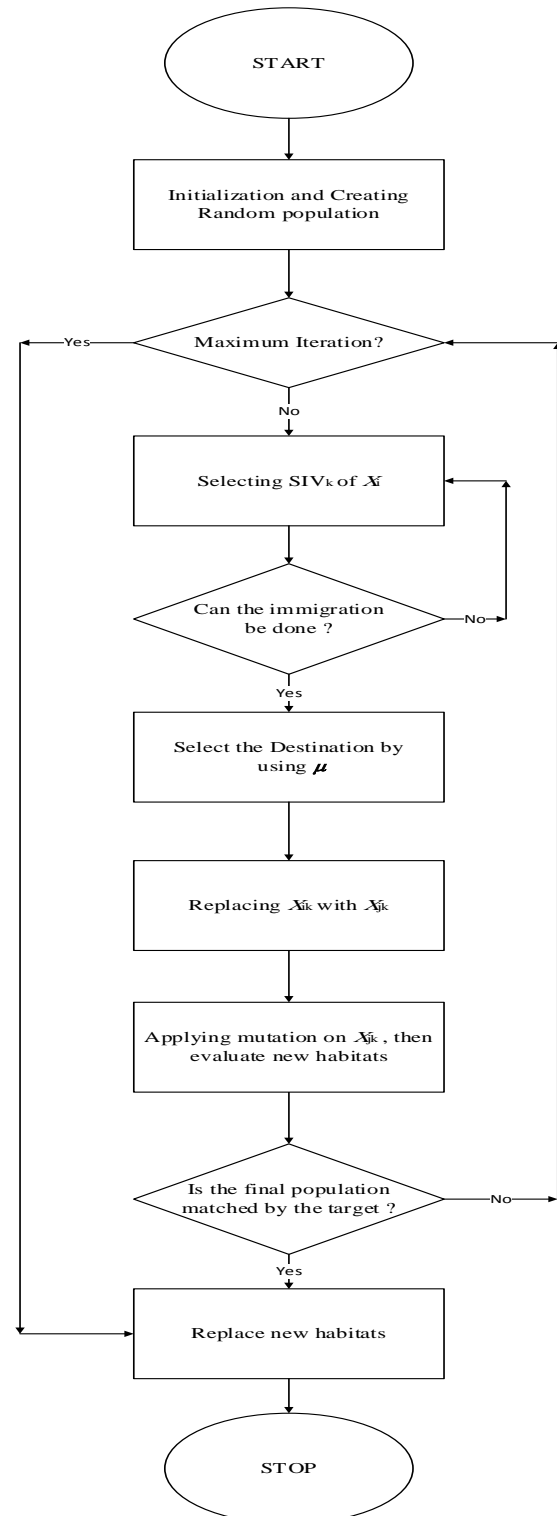 START
Initialization and Creating
Random population
Maximum Iteration?
Yes
No
Selecting SIVk of Xi
Can the immigration
be done ?
No
Yes
Select the Destination by
using μ
Replacing Xik with Xjk
Applying mutation on Xjk , then
evaluate new habitats
Is the final population
matched by the target ?
No
Yes
Replace new habitats
STOP